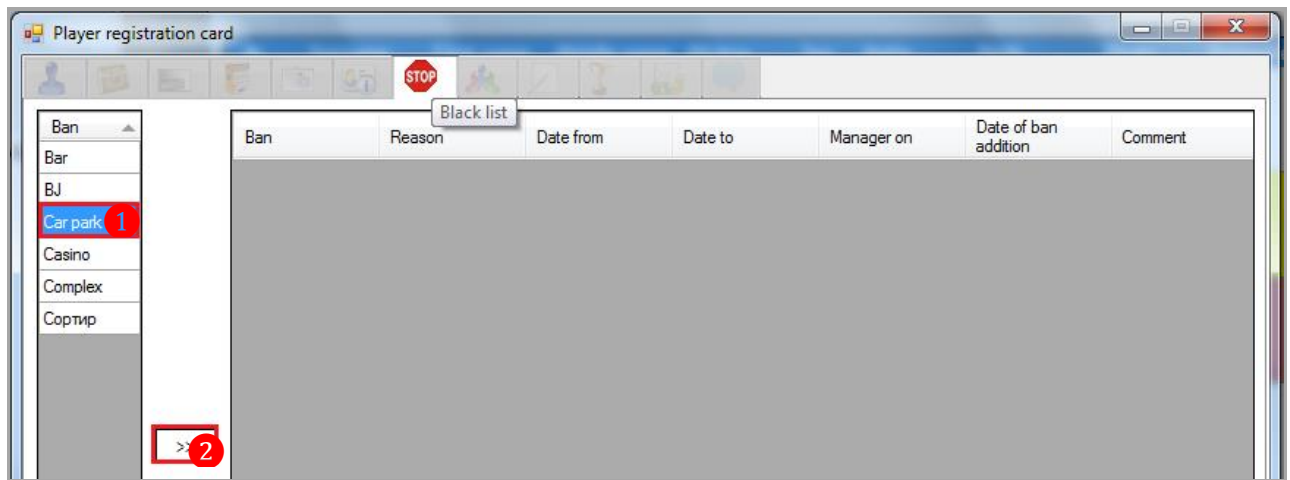 Player registration card
STOP
Black list
Ban
Bar
BJ
Car park 1
Casino
Complex
Сортир
>> 2
Ban Reason Date from Date to Manager on Date of ban addition Comment